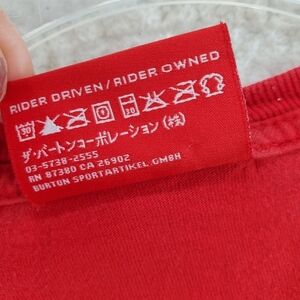 RIDER DRIVEN / RIDER OWNED
ザ・バートンコーポレーション(株)
03-5738-2555
RN 87380 CA 26902
BURTON SPORTARTIKEL GMBH